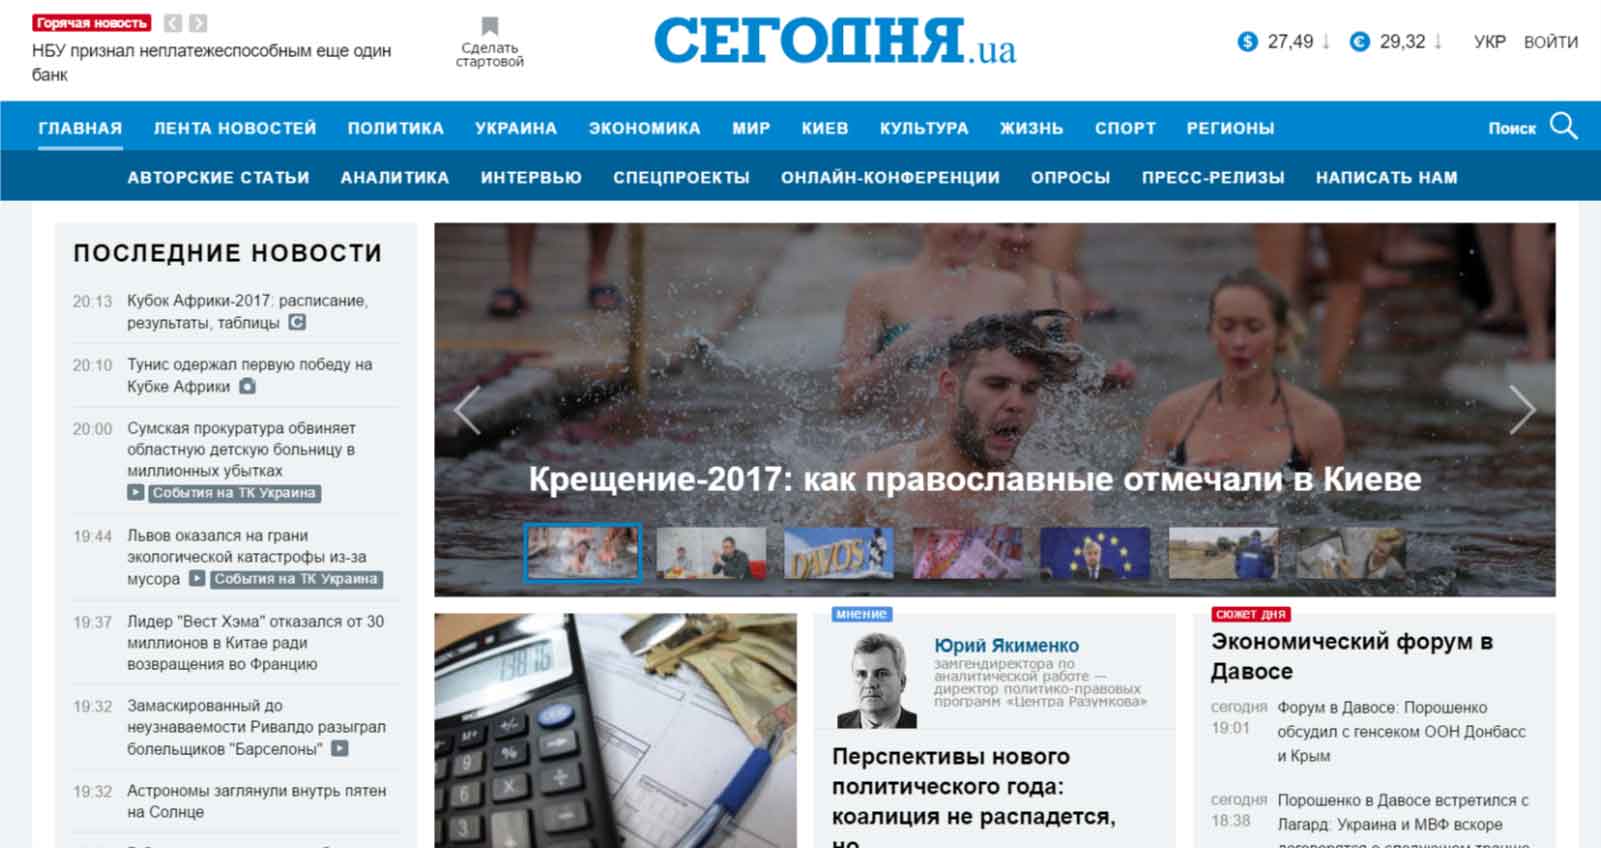 Горячая новость
НБУ признал неплатежеспособным еще один
банк
Сделать
стартовой
СЕГОДНЯ.ua
27,49
29,32
УКР
ВОЙТИ
ГЛАВНАЯ ЛЕНТА НОВОСТЕЙ ПОЛИТИКА УКРАИНА ЭКОНОМИКА МИР КИЕВ КУЛЬТУРА ЖИЗНЬ СПОРТ РЕГИОНЫ Поиск
АВТОРСКИЕ СТАТЬИ АНАЛИТИКА ИНТЕРВЬЮ СПЕЦПРОЕКТЫ ОНЛАЙН-КОНФЕРЕНЦИИ ОПРОСЫ ПРЕСС-РЕЛИЗЫ НАПИСАТЬ НАМ
ПОСЛЕДНИЕ НОВОСТИ
20:13 Кубок Африки-2017: расписание,
результаты, таблицы
20:10 Тунис одержал первую победу на
Кубке Африки
20:00 Сумская прокуратура обвиняет
областную детскую больницу в
миллионных убытках
События на ТК Украина
19:44 Львов оказался на грани
экологической катастрофы из-за
мусора События на ТК Украина
19:37 Лидер "Вест Хэма" отказался от 30
миллионов в Китае ради
возвращения во Францию
19:32 Замаскированный до
неузнаваемости Ривалдо разыграл
болельщиков "Барселоны"
19:32 Астрономы заглянули внутрь пятен
на Солнце
Крещение-2017: как православные отмечали в Киеве
DAVOS
мнение
Юрий Якименко
замгендиректора по
аналитической работе —
директор политико-правовых
программ «Центра Разумкова»
Перспективы нового
политического года:
коалиция не распадется,
но
сюжет дня
Экономический форум в
Давосе
сегодня 19:01 Форум в Давосе: Порошенко
обсудил с генсеком ООН Донбасс
и Крым
сегодня 18:38 Порошенко в Давосе встретился с
Лагард: Украина и МВФ вскоре